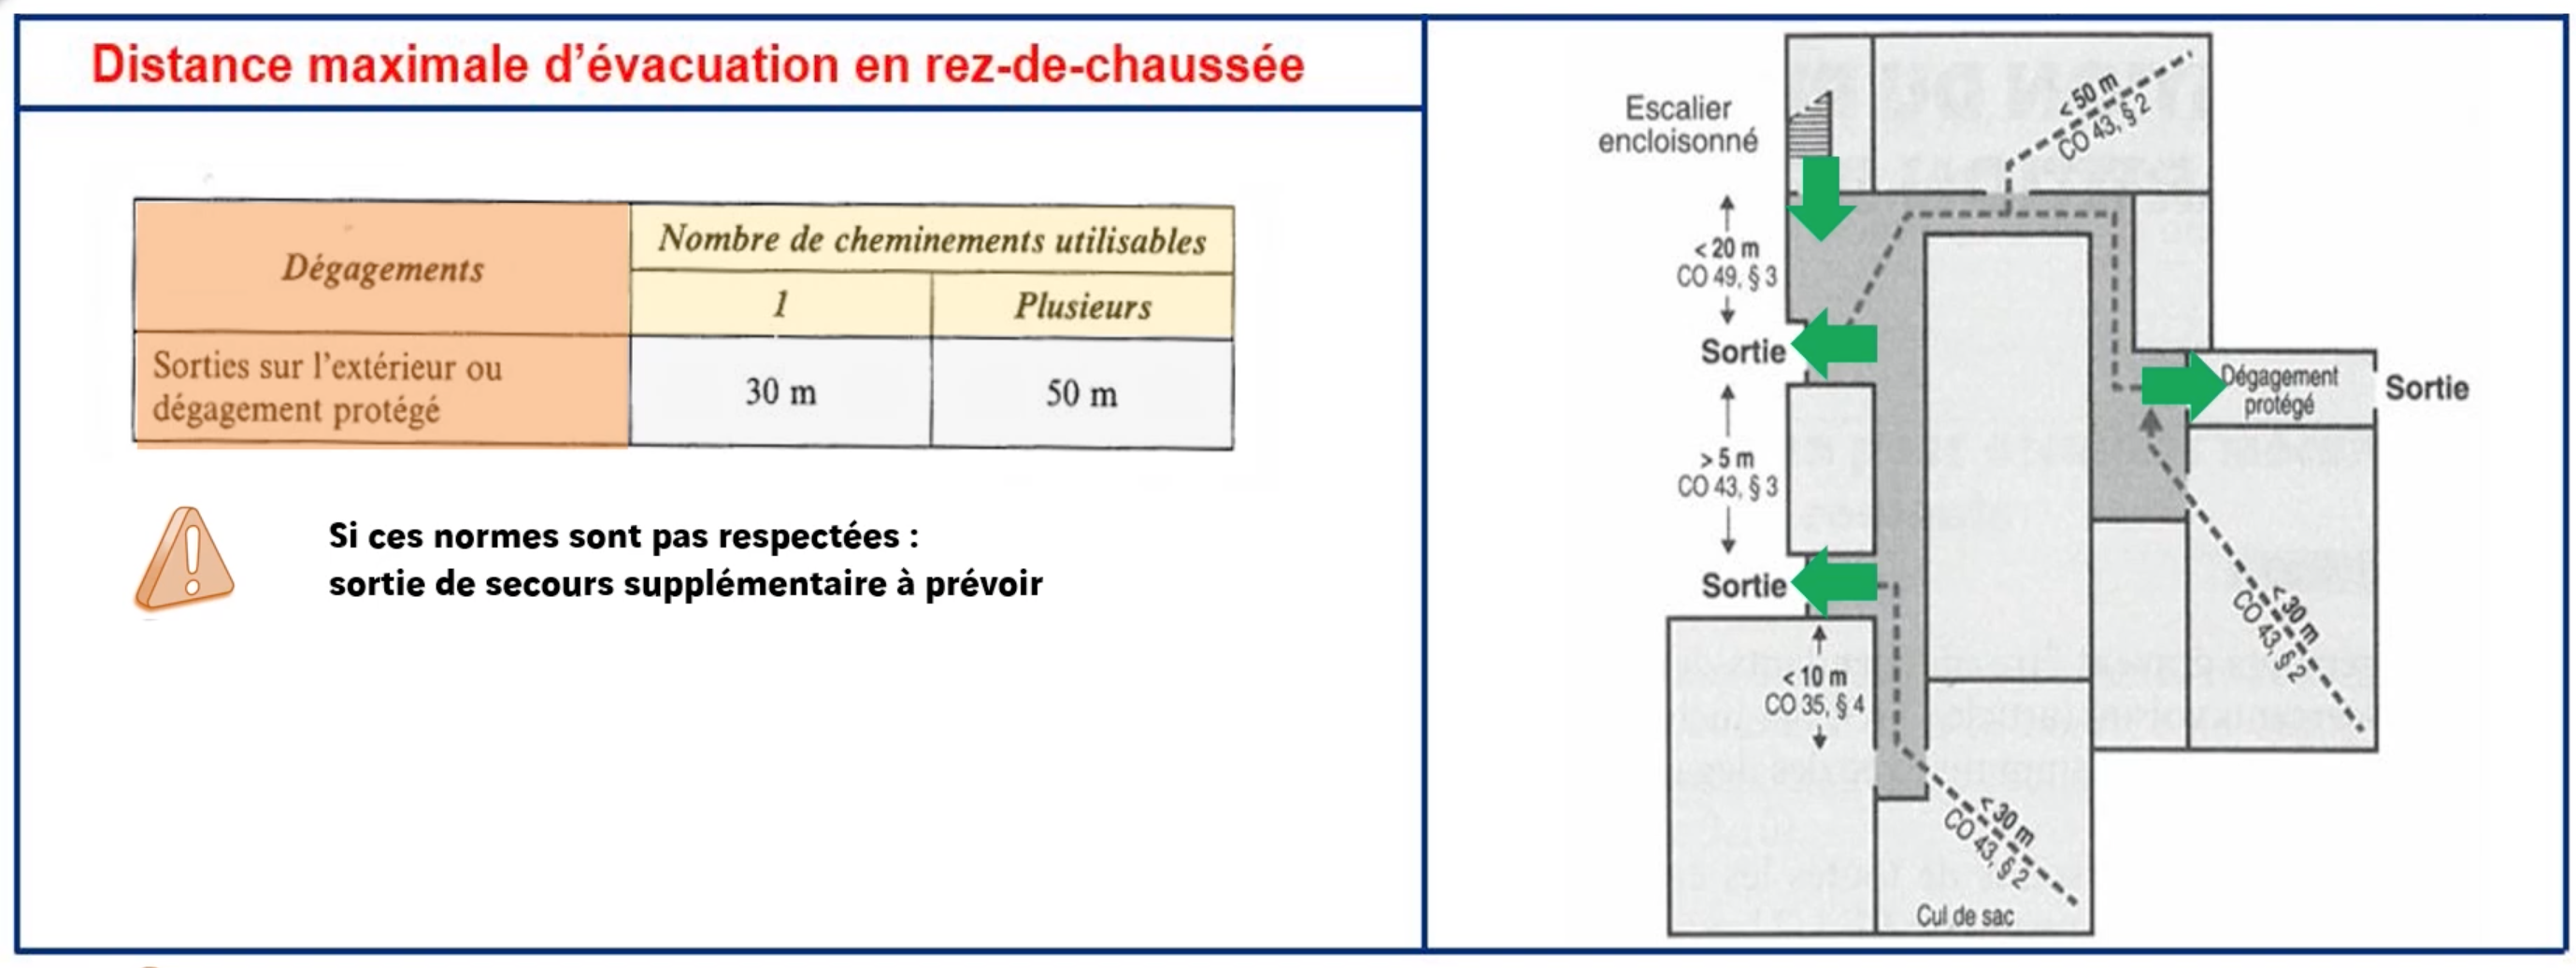 Distance maximale d’évacuation en rez-de-chaussée
Dégagements
Nombre de cheminements utilisables
1
Plusieurs
Sorties sur l’extérieur ou
dégagement protégé
30 m
50 m
Si ces normes sont pas respectées :
sortie de secours supplémentaire à prévoir
Escalier
encloisonné
< 50 m
CO 43, § 2
< 20 m
CO 49, § 3
Sortie
Dégagement
protégé
Sortie
> 5 m
CO 43, § 3
Sortie
< 30 m
CO 43, § 2
< 10 m
CO 35, § 4
< 30 m
CO 43, § 2
Cul de sac